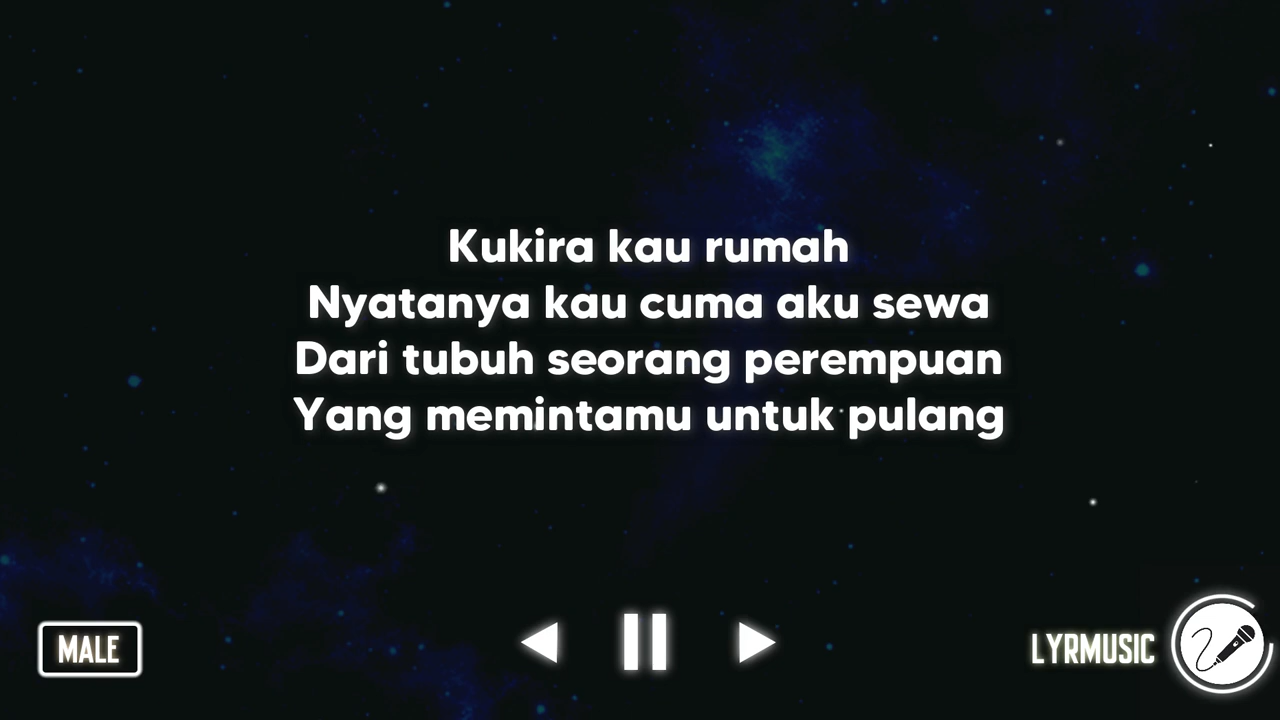 Kukira kau rumah
Nyatanya kau cuma aku sewa
Dari tubuh seorang perempuan
Yang memintamu untuk pulang
MALE
LYRMUSIC